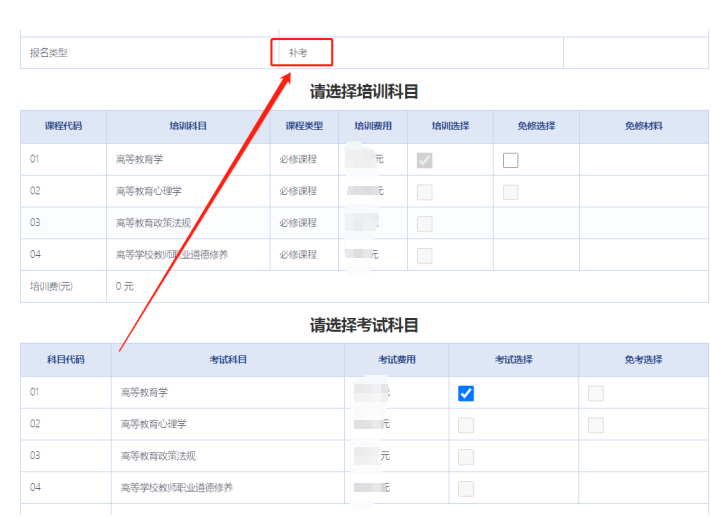 报名类型 补考
请选择培训科目
课程代码 培训科目 课程类型 培训费用 培训选择 免修选择 免修材料
01 高等教育学 必修课程 元
02 高等教育心理学 必修课程 元
03 高等教育政策法规 必修课程
04 高等学校教师职业道德修养 必修课程 元
培训费(元) 0 元
请选择考试科目
科目代码 考试科目 考试费用 考试选择 免考选择
01 高等教育学
02 高等教育心理学 元
03 高等教育政策法规 元
04 高等学校教师职业道德修养 元